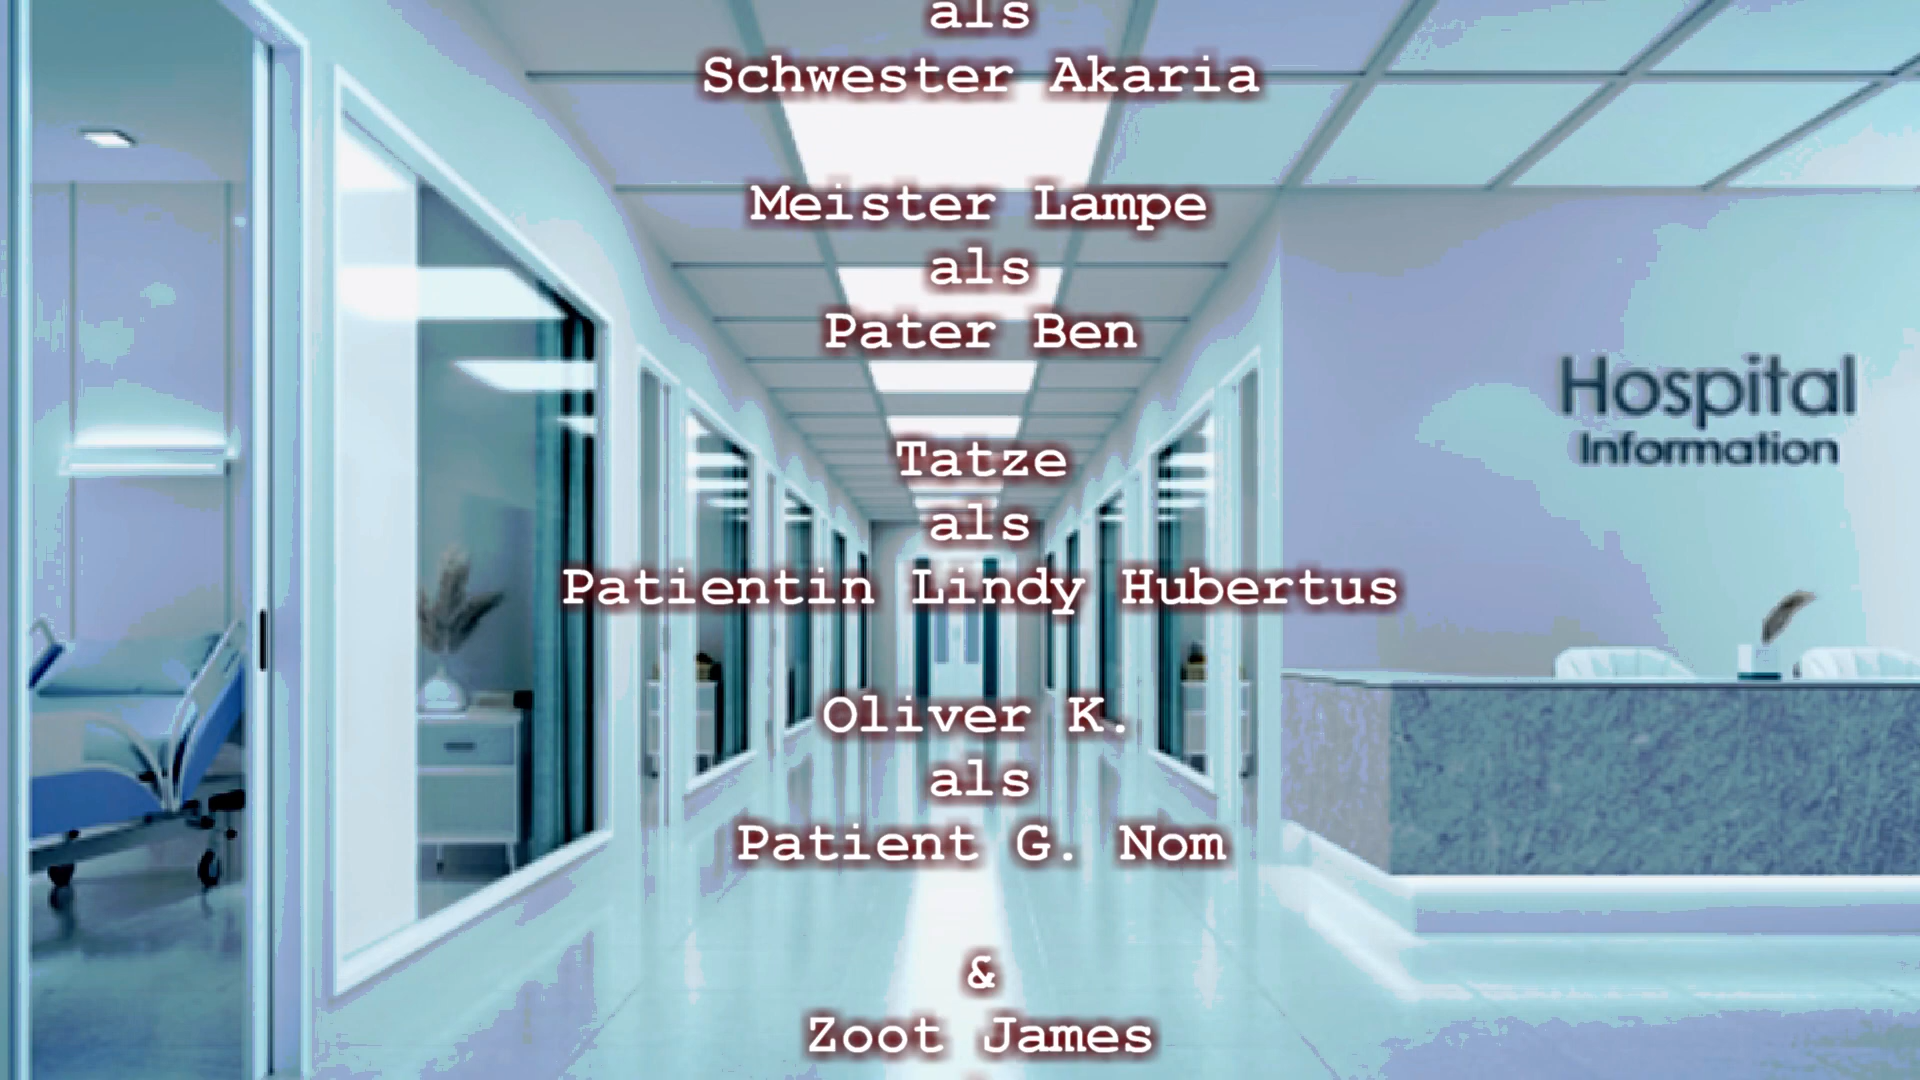 als
Schwester Akaria
Meister Lampe
als
Pater Ben
Tatze
als
Patientin Lindy Hubertus
Oliver K.
als
Patient G. Nom
&
Zoot James
Hospital
Information